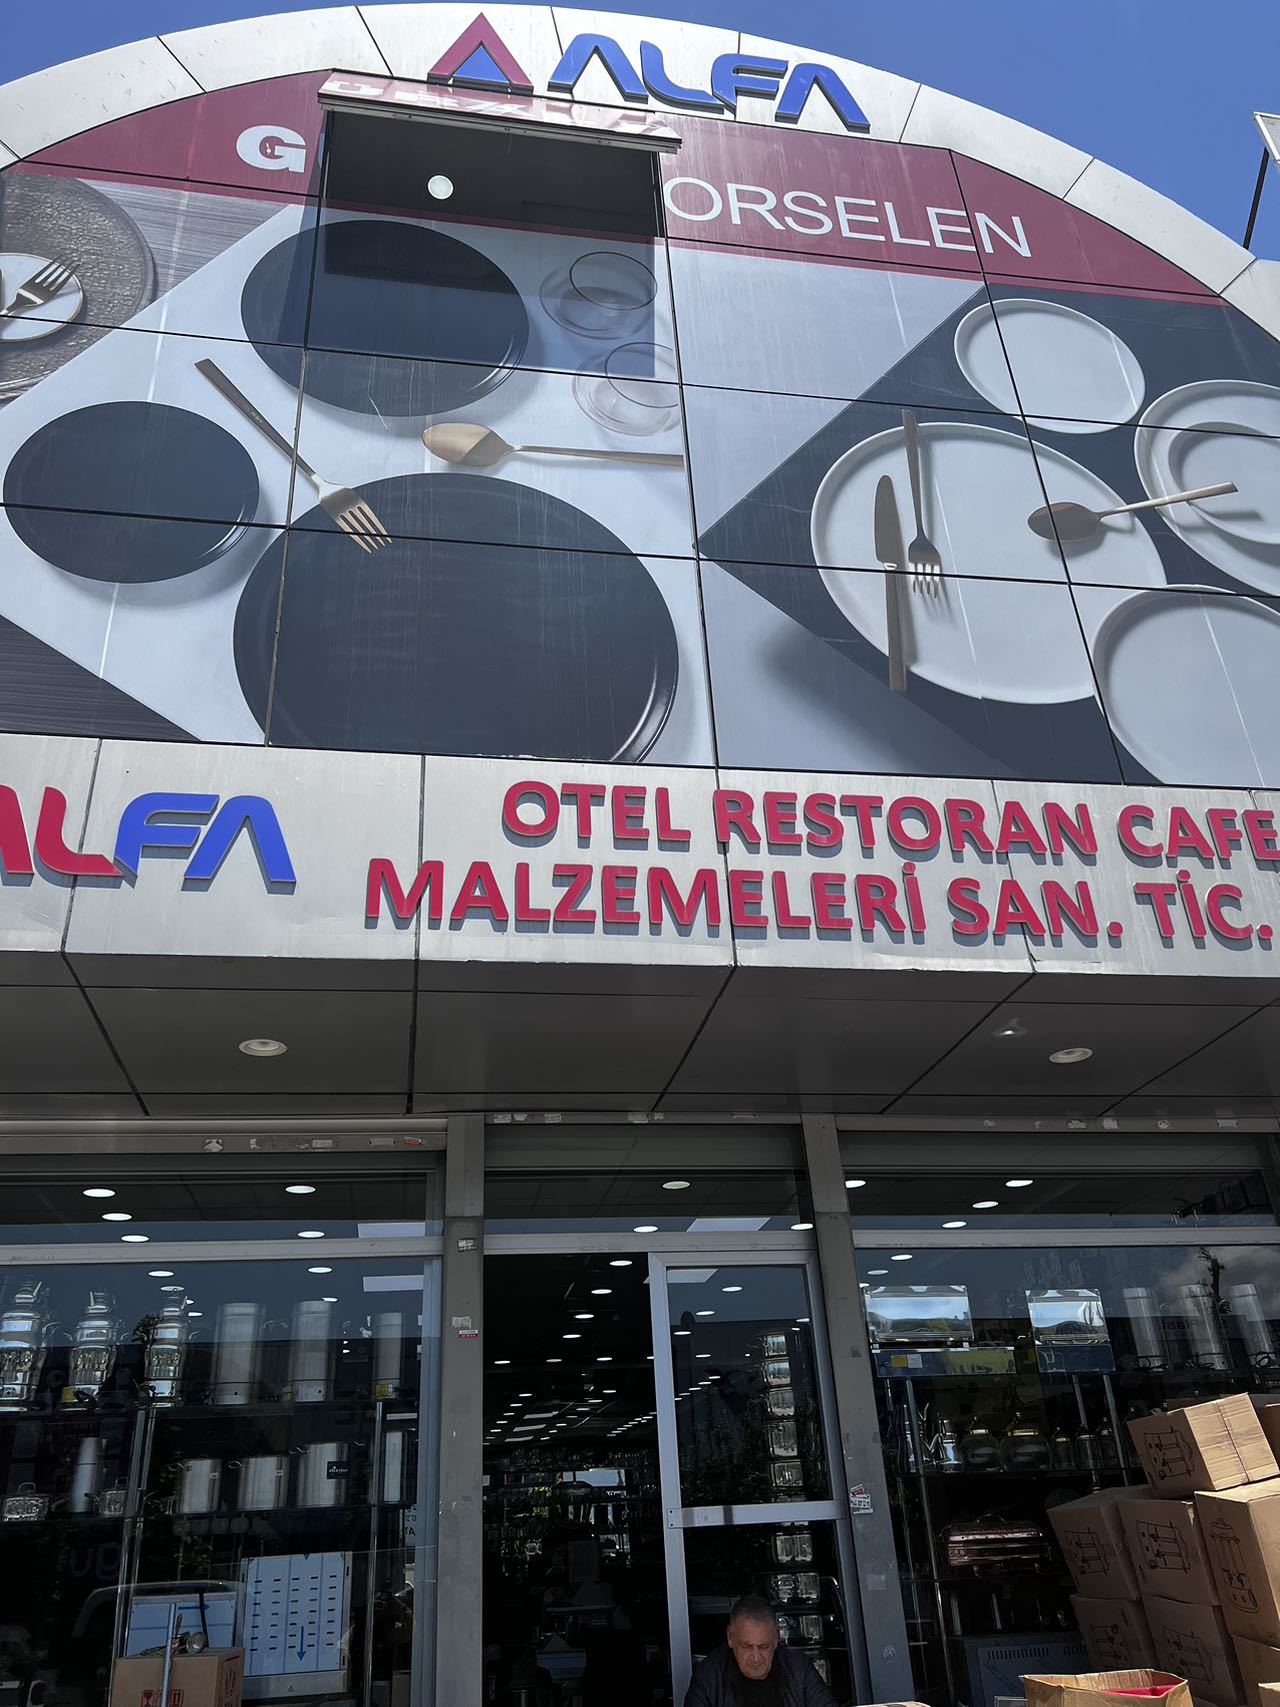 ALFA
G
ORSELEN
ALFA
OTEL RESTORAN CAFE
MALZEMELERİ SAN. TİC.